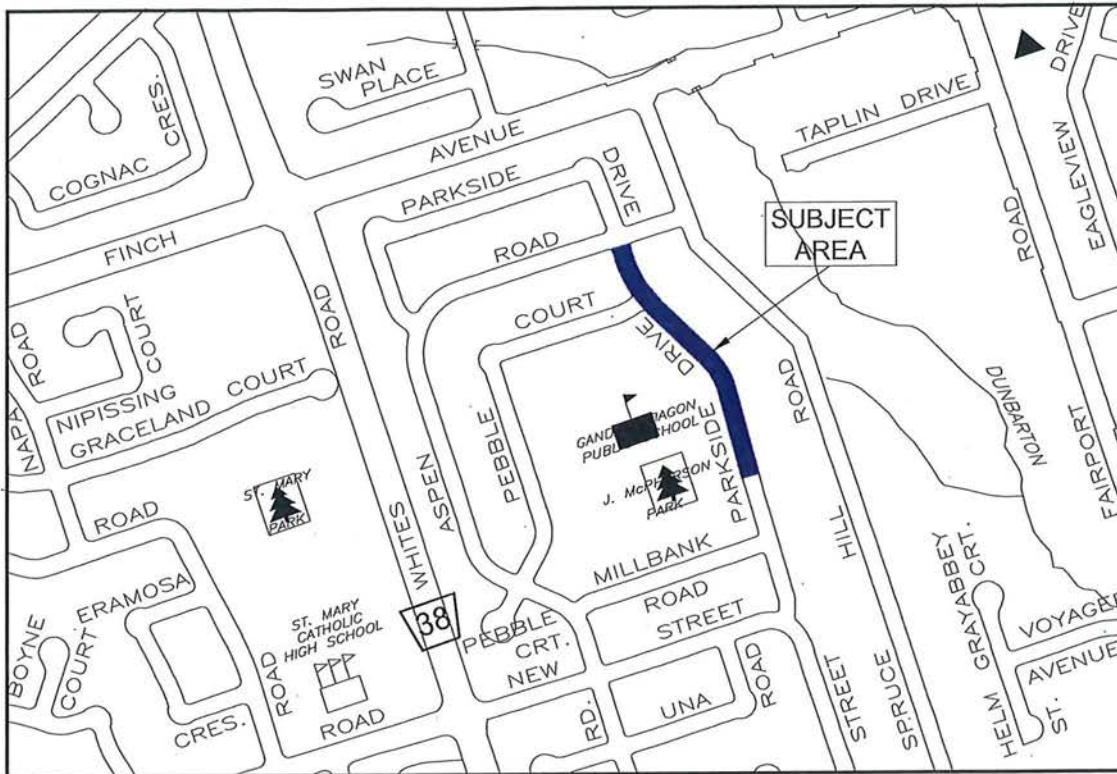 SWAN
PLACE
COGNAC
CRES.
FINCH
AVENUE
TAPLIN DRIVE
EAGLEVIEW
DRIVE
PARKSIDE
DRIVE
ROAD
SUBJECT
AREA
ROAD
ROAD
COURT
DRIVE
NAPA
ROAD
NIPISSING
COURT
GRACELAND COURT
ASPEN
PEBBLE
PUBLIC SCHOOL
J. McPHERSON
PARK
PARKSIDE
ROAD
HILL
DUNBARTON
FAIRPORT
ST. MARY
PARK
ROAD
WHITES
38
MILLBANK
ROAD
STREET
ERAMOSA
CRES.
BOYNE
COURT
ST. MARY
CATHOLIC
HIGH SCHOOL
ROAD
ROAD
PEBBLE
CRT.
NEW
RD.
UNA
ROAD
STREET
SPRUCE
HELM
ST.
GRAYABBEY
CRT.
VOYAGER
AVENUE